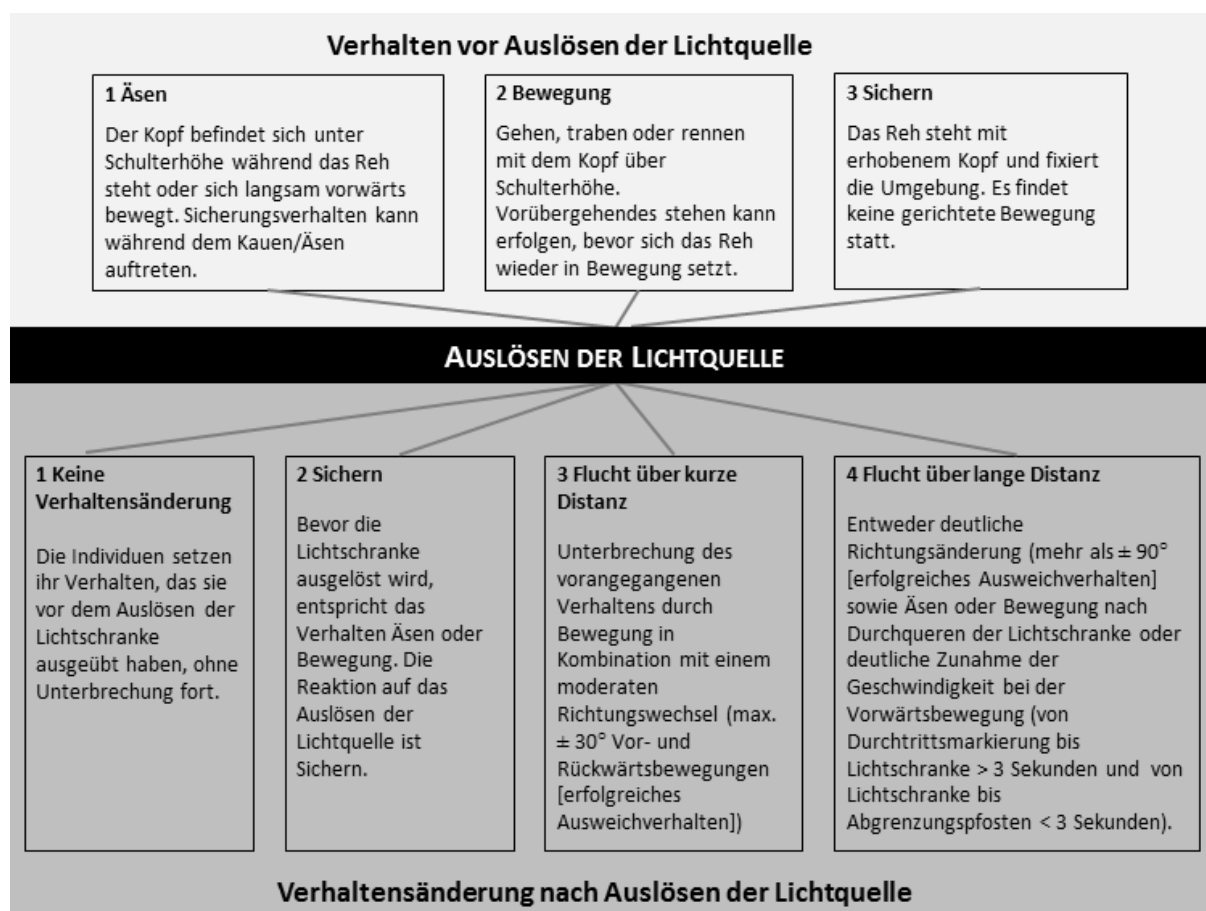 Verhalten vor Auslösen der Lichtquelle
1 Äsen
Der Kopf befindet sich unter
Schulterhöhe während das Reh
steht oder sich langsam vorwärts
bewegt. Sicherungsverhalten kann
während dem Kauen/Äsen
auftreten.
2 Bewegung
Gehen, traben oder rennen
mit dem Kopf über
Schulterhöhe.
Vorübergehendes stehen kann
erfolgen, bevor sich das Reh
wieder in Bewegung setzt.
3 Sichern
Das Reh steht mit
erhobenem Kopf und fixiert
die Umgebung. Es findet
keine gerichtete Bewegung
statt.
AUSLÖSEN DER LICHTQUELLE
1 Keine
Verhaltensänderung
Die Individuen setzen
ihr Verhalten, das sie
vor dem Auslösen der
Lichtschranke
ausgeübt haben, ohne
Unterbrechung fort.
2 Sichern
Bevor die
Lichtschranke
ausgelöst wird,
entspricht das
Verhalten Äsen oder
Bewegung. Die
Reaktion auf das
Auslösen der
Lichtquelle ist
Sichern.
3 Flucht über kurze
Distanz
Unterbrechung des
vorangegangenen
Verhaltens durch
Bewegung in
Kombination mit einem
moderaten
Richtungswechsel (max.
± 30° Vor- und
Rückwärtsbewegungen
[erfolgreiches
Ausweichverhalten])
4 Flucht über lange Distanz
Entweder deutliche
Richtungsänderung (mehr als ± 90°
[erfolgreiches Ausweichverhalten]
sowie Äsen oder Bewegung nach
Durchqueren der Lichtschranke oder
deutliche Zunahme der
Geschwindigkeit bei der
Vorwärtsbewegung (von
Durchtrittsmarkierung bis
Lichtschranke > 3 Sekunden und von
Lichtschranke bis
Abgrenzungspfosten < 3 Sekunden).
Verhaltensänderung nach Auslösen der Lichtquelle